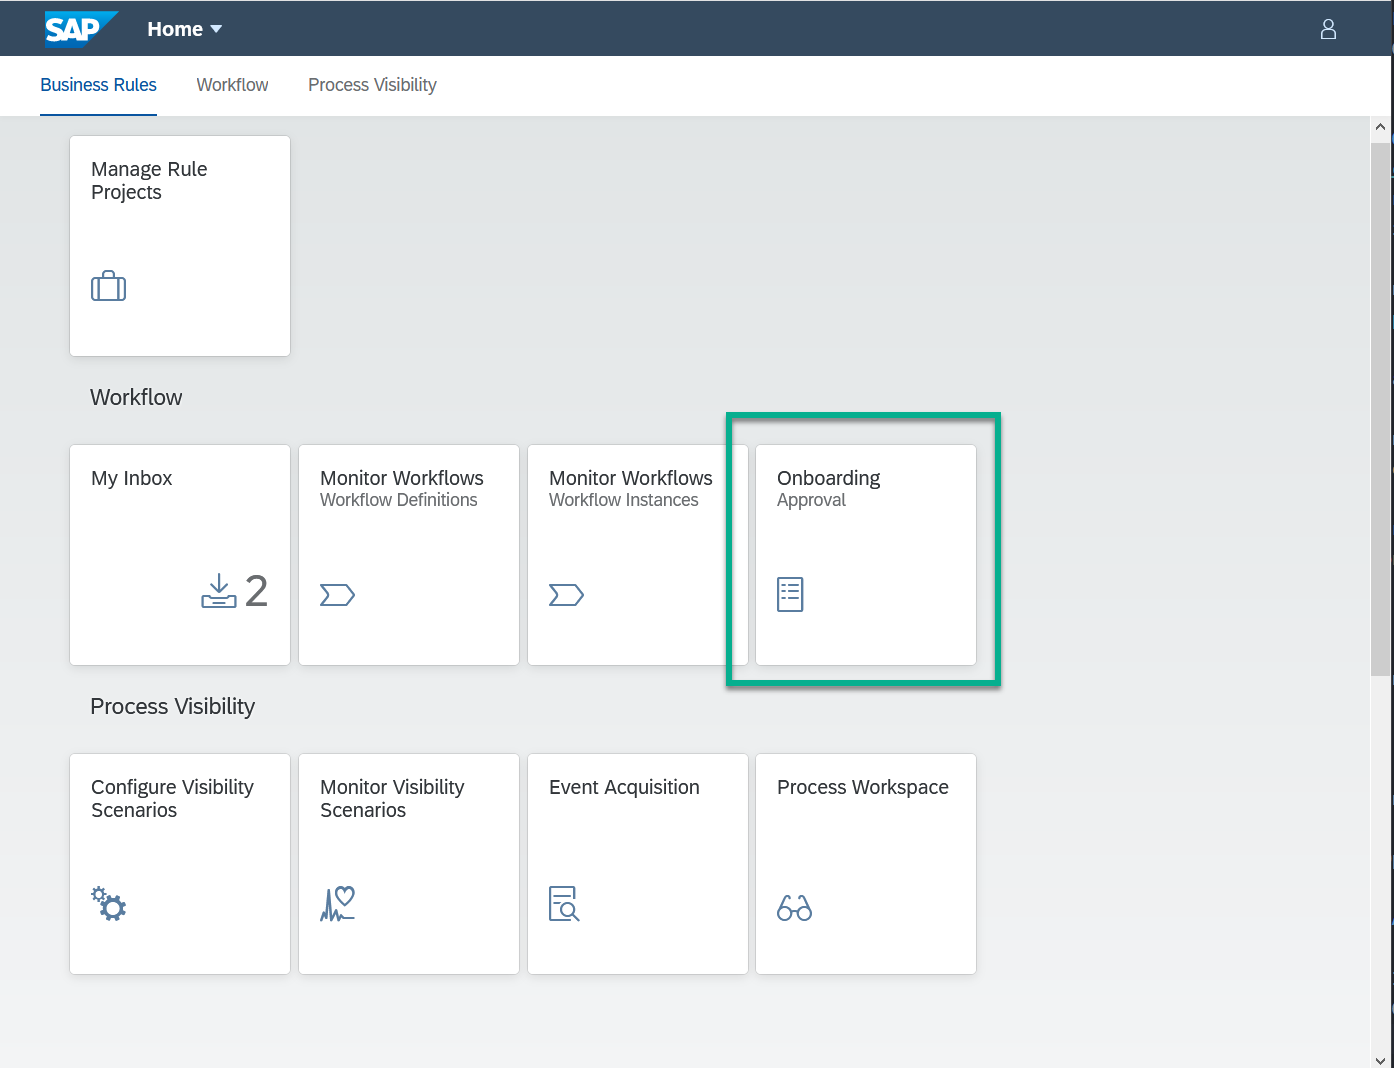 SAP Home
Business Rules Workflow Process Visibility
Manage Rule
Projects
Workflow
My Inbox
2
Monitor Workflows
Workflow Definitions
Monitor Workflows
Workflow Instances
Onboarding
Approval
Process Visibility
Configure Visibility
Scenarios
Monitor Visibility
Scenarios
Event Acquisition
Process Workspace